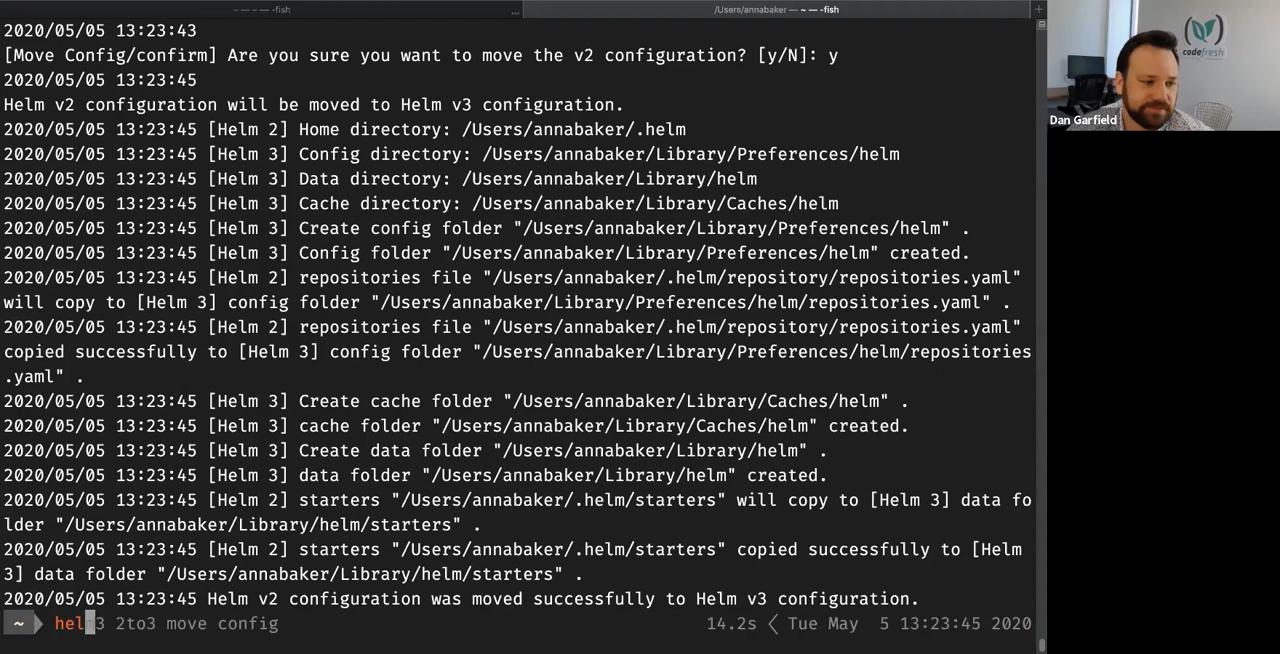 ~ — ~ — -fish
...
/Users/annabaker — ~ — -fish
+
2020/05/05 13:23:43
[Move Config/confirm] Are you sure you want to move the v2 configuration? [y/N]: y
2020/05/05 13:23:45
Helm v2 configuration will be moved to Helm v3 configuration.
2020/05/05 13:23:45 [Helm 2] Home directory: /Users/annabaker/.helm
2020/05/05 13:23:45 [Helm 3] Config directory: /Users/annabaker/Library/Preferences/helm
2020/05/05 13:23:45 [Helm 3] Data directory: /Users/annabaker/Library/helm
2020/05/05 13:23:45 [Helm 3] Cache directory: /Users/annabaker/Library/Caches/helm
2020/05/05 13:23:45 [Helm 3] Create config folder "/Users/annabaker/Library/Preferences/helm" .
2020/05/05 13:23:45 [Helm 3] Config folder "/Users/annabaker/Library/Preferences/helm" created.
2020/05/05 13:23:45 [Helm 2] repositories file "/Users/annabaker/.helm/repository/repositories.yaml"
will copy to [Helm 3] config folder "/Users/annabaker/Library/Preferences/helm/repositories.yaml" .
2020/05/05 13:23:45 [Helm 2] repositories file "/Users/annabaker/.helm/repository/repositories.yaml"
copied successfully to [Helm 3] config folder "/Users/annabaker/Library/Preferences/helm/repositories
.yaml" .
2020/05/05 13:23:45 [Helm 3] Create cache folder "/Users/annabaker/Library/Caches/helm" .
2020/05/05 13:23:45 [Helm 3] cache folder "/Users/annabaker/Library/Caches/helm" created.
2020/05/05 13:23:45 [Helm 3] Create data folder "/Users/annabaker/Library/helm" .
2020/05/05 13:23:45 [Helm 3] data folder "/Users/annabaker/Library/helm" created.
2020/05/05 13:23:45 [Helm 2] starters "/Users/annabaker/.helm/starters" will copy to [Helm 3] data fo
lder "/Users/annabaker/Library/helm/starters" .
2020/05/05 13:23:45 [Helm 2] starters "/Users/annabaker/.helm/starters" copied successfully to [Helm
3] data folder "/Users/annabaker/Library/helm/starters" .
2020/05/05 13:23:45 Helm v2 configuration was moved successfully to Helm v3 configuration.
~ helm3 2to3 move config 14.2s < Tue May 5 13:23:45 2020
codefresh
Dan Garfield